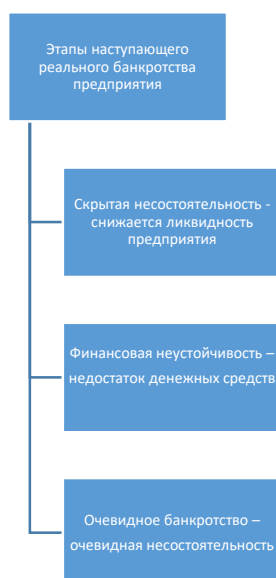 Этапы наступающего
реального банкротства
предприятия
Скрытая несостоятельность -
снижается ликвидность
предприятия
Финансовая неустойчивость –
недостаток денежных средств
Очевидное банкротство –
очевидная несостоятельность